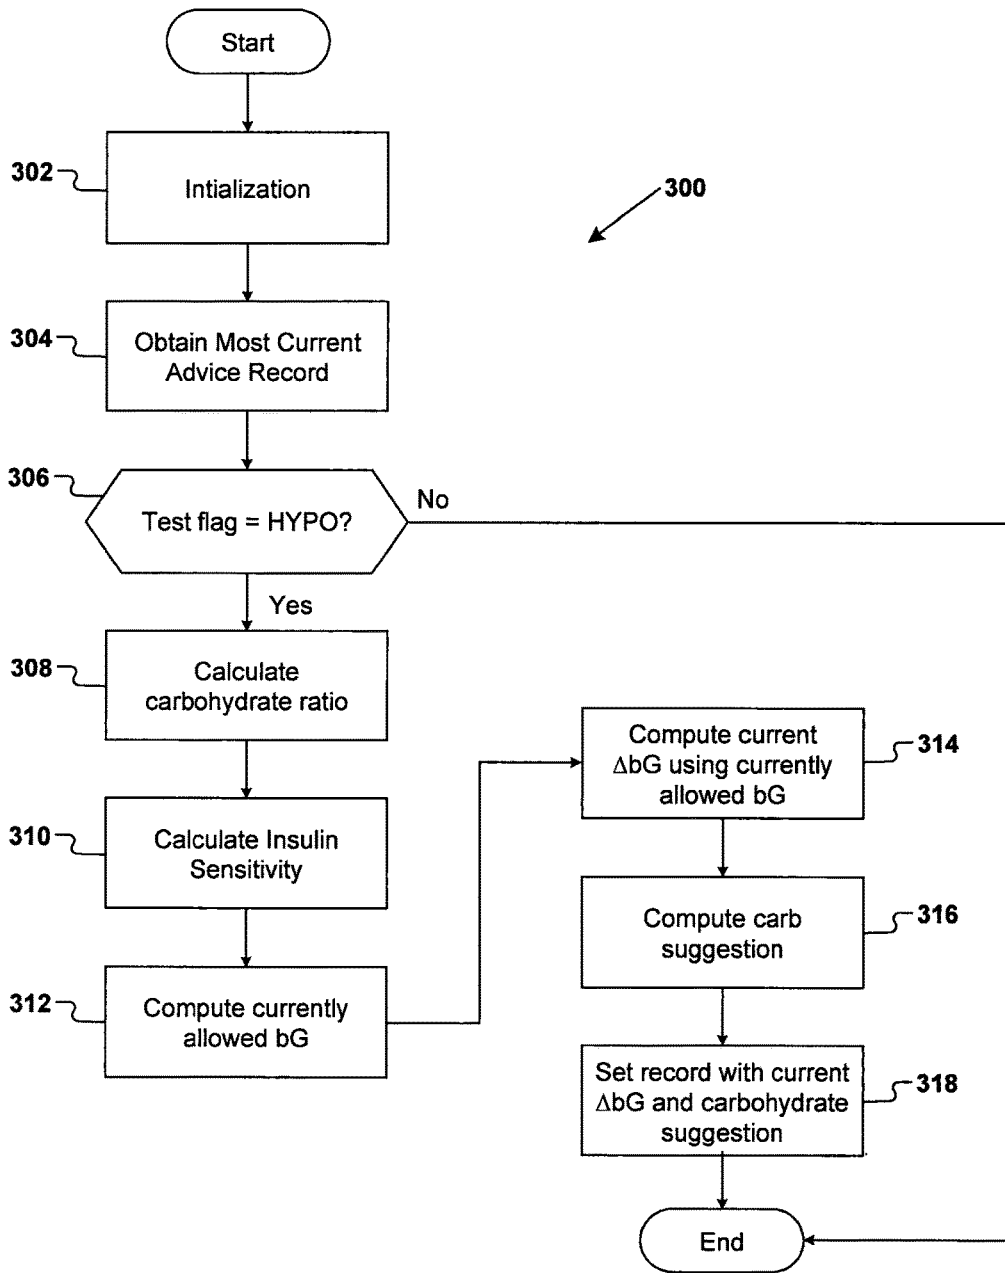 Start
302
Intialization
300
304
Obtain Most Current
Advice Record
306
Test flag = HYPO?
No
Yes
308
Calculate
carbohydrate ratio
310
Calculate Insulin
Sensitivity
312
Compute currently
allowed bG
Compute current
ΔbG using currently
allowed bG
314
Compute carb
suggestion
316
Set record with current
ΔbG and carbohydrate
suggestion
318
End